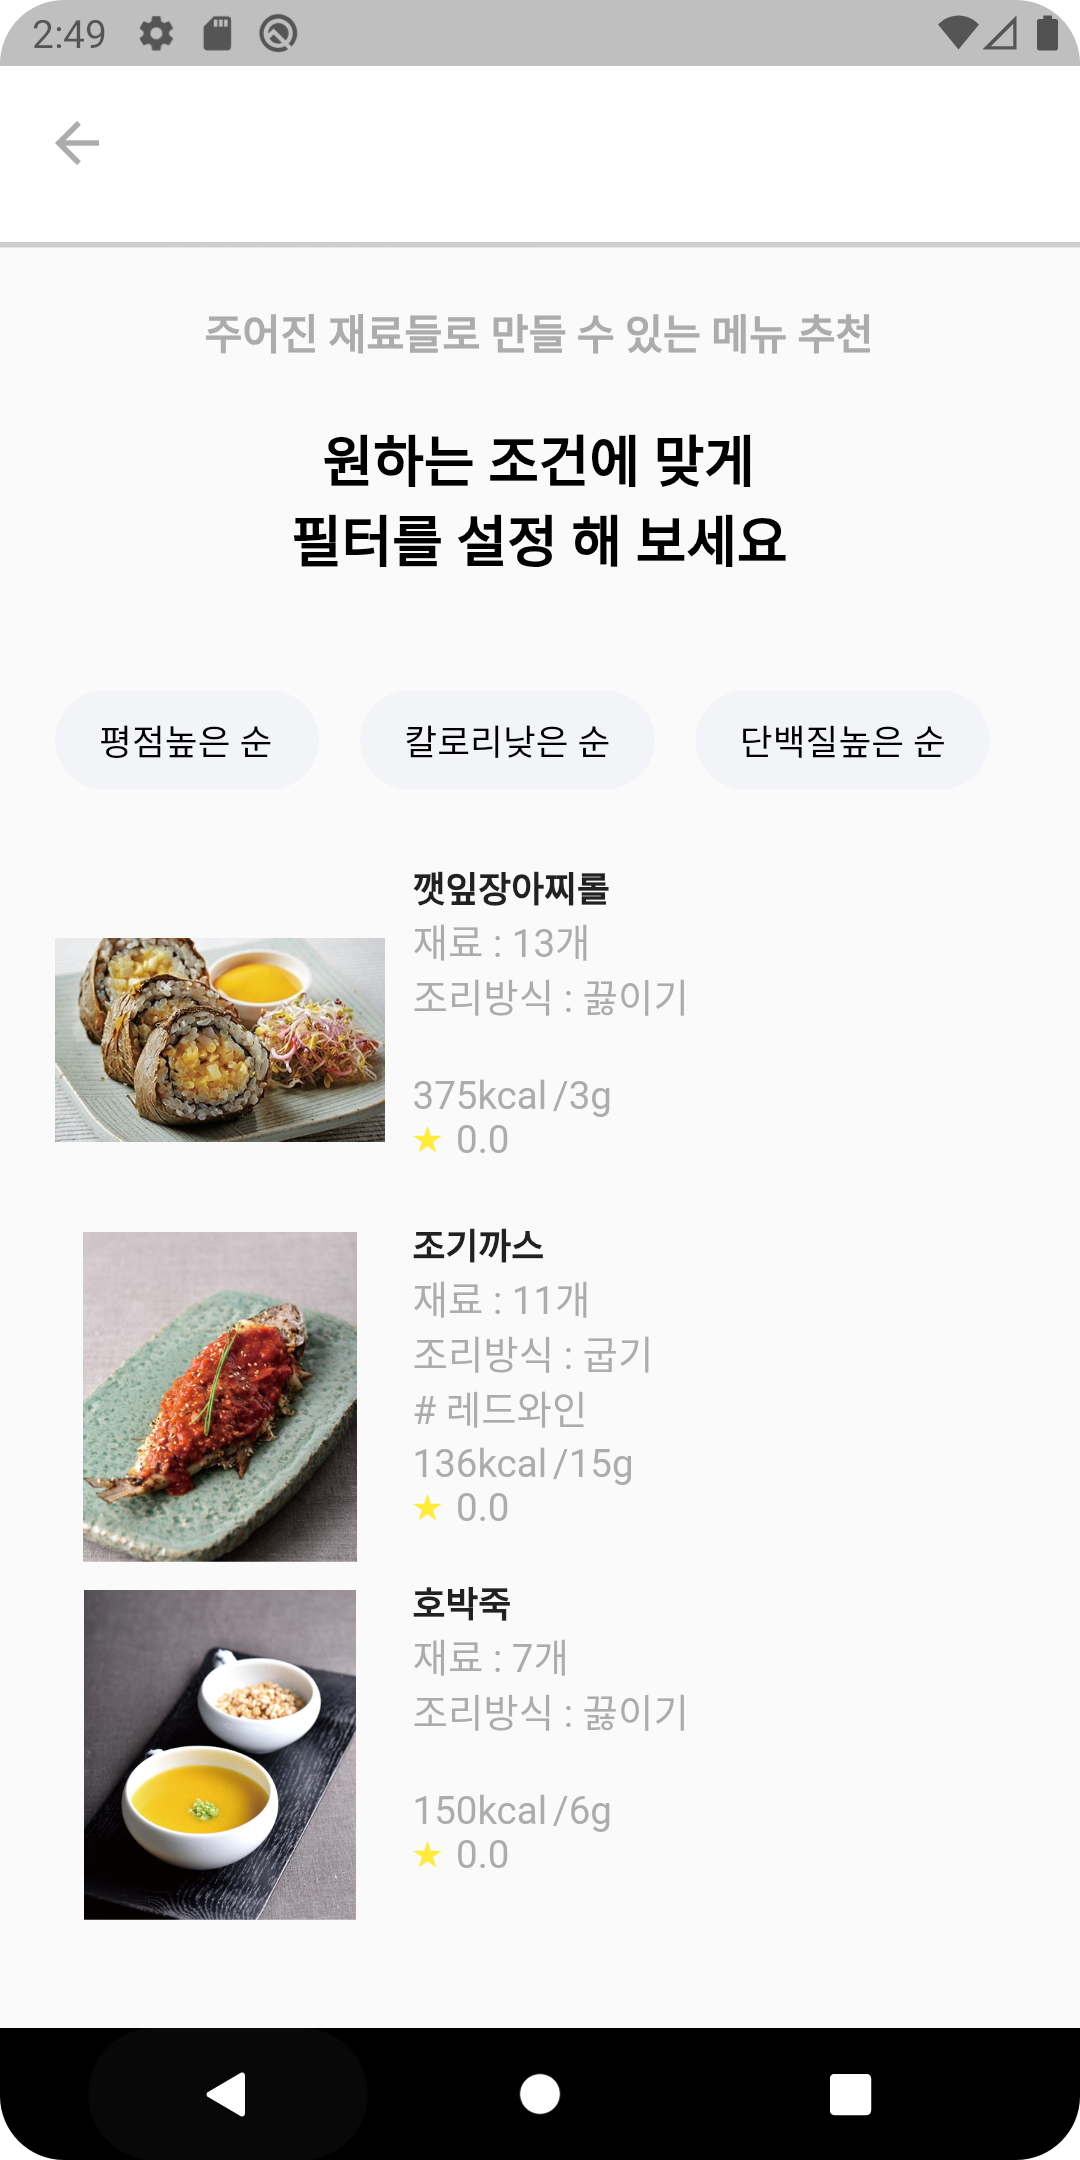 2:49
주어진 재료들로 만들 수 있는 메뉴 추천
원하는 조건에 맞게
필터를 설정 해 보세요
평점높은 순
칼로리낮은 순
단백질높은 순
깻잎장아찌롤
재료 : 13개
조리방식 : 끓이기
375kcal /3g
★ 0.0
조기까스
재료 : 11개
조리방식 : 굽기
# 레드와인
136kcal /15g
★ 0.0
호박죽
재료 : 7개
조리방식 : 끓이기
150kcal /6g
★ 0.0